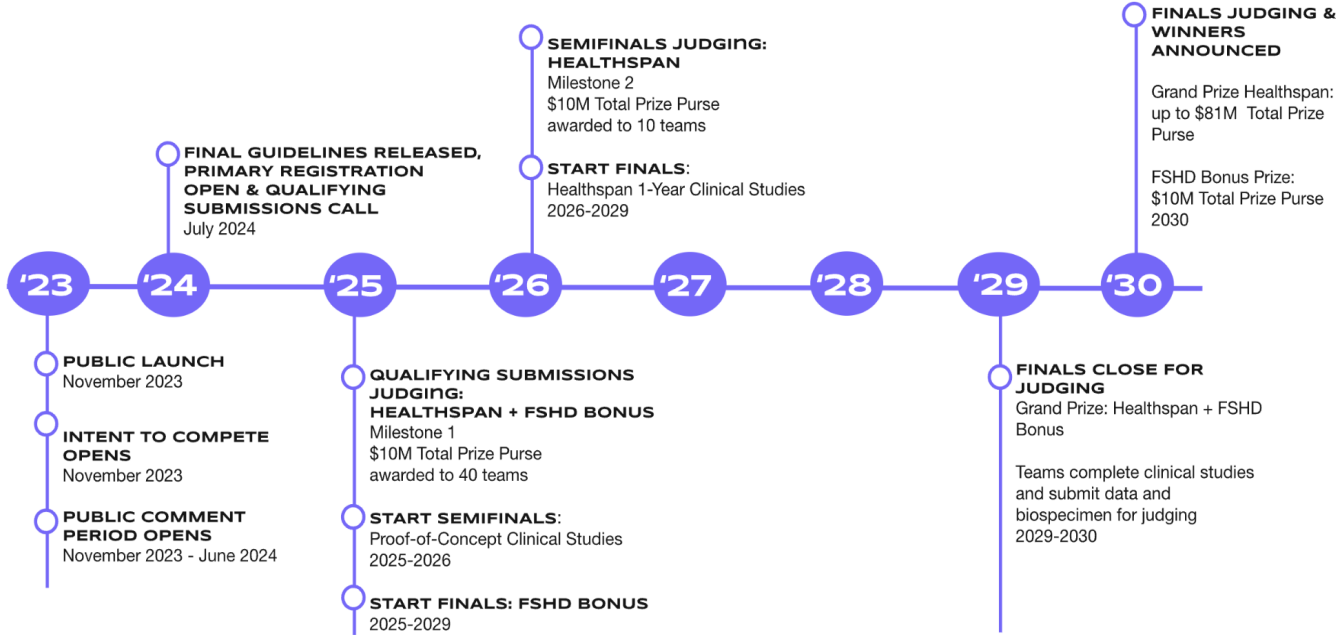 FINALS JUDGING &
WINNERS
ANNOUNCED
Grand Prize Healthspan:
up to $81M Total Prize
Purse
FSHD Bonus Prize:
$10M Total Prize Purse
2030
SEMIFINALS JUDGING:
HEALTHSPAN
Milestone 2
$10M Total Prize Purse
awarded to 10 teams
START FINALS:
Healthspan 1-Year Clinical Studies
2026-2029
FINAL GUIDELINES RELEASED,
PRIMARY REGISTRATION
OPEN & QUALIFYING
SUBMISSIONS CALL
July 2024
‘23 ‘24 ‘25 ‘26 ‘27 ‘28 ‘29 ‘30
PUBLIC LAUNCH
November 2023
INTENT TO COMPETE
OPENS
November 2023
PUBLIC COMMENT
PERIOD OPENS
November 2023 - June 2024
QUALIFYING SUBMISSIONS
JUDGING:
HEALTHSPAN + FSHD BONUS
Milestone 1
$10M Total Prize Purse
awarded to 40 teams
START SEMIFINALS:
Proof-of-Concept Clinical Studies
2025-2026
START FINALS: FSHD BONUS
2025-2029
FINALS CLOSE FOR
JUDGING
Grand Prize: Healthspan + FSHD
Bonus
Teams complete clinical studies
and submit data and
biospecimen for judging
2029-2030